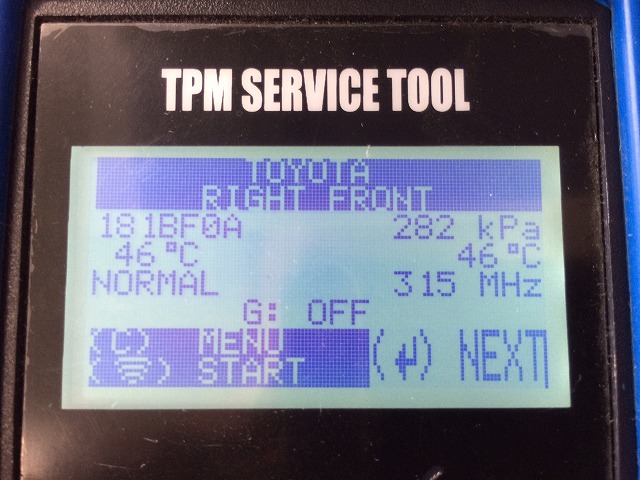 TPM SERVICE TOOL
TOYOTA
RIGHT FRONT
181BF0A 282 kPa
46°C 46°C
NORMAL 315 MHz
G: OFF
MENU
START
NEXT